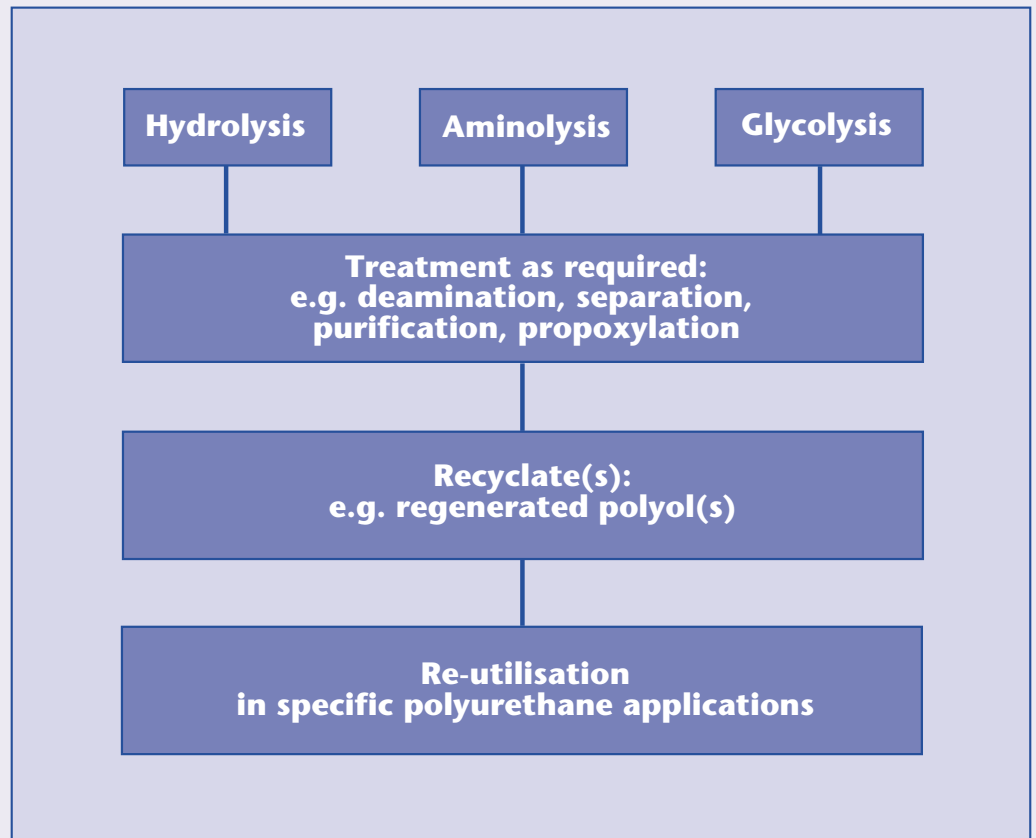 Hydrolysis
Aminolysis
Glycolysis
Treatment as required:
e.g. deamination, separation,
purification, propoxylation
Recyclate(s):
e.g. regenerated polyol(s)
Re-utilisation
in specific polyurethane applications